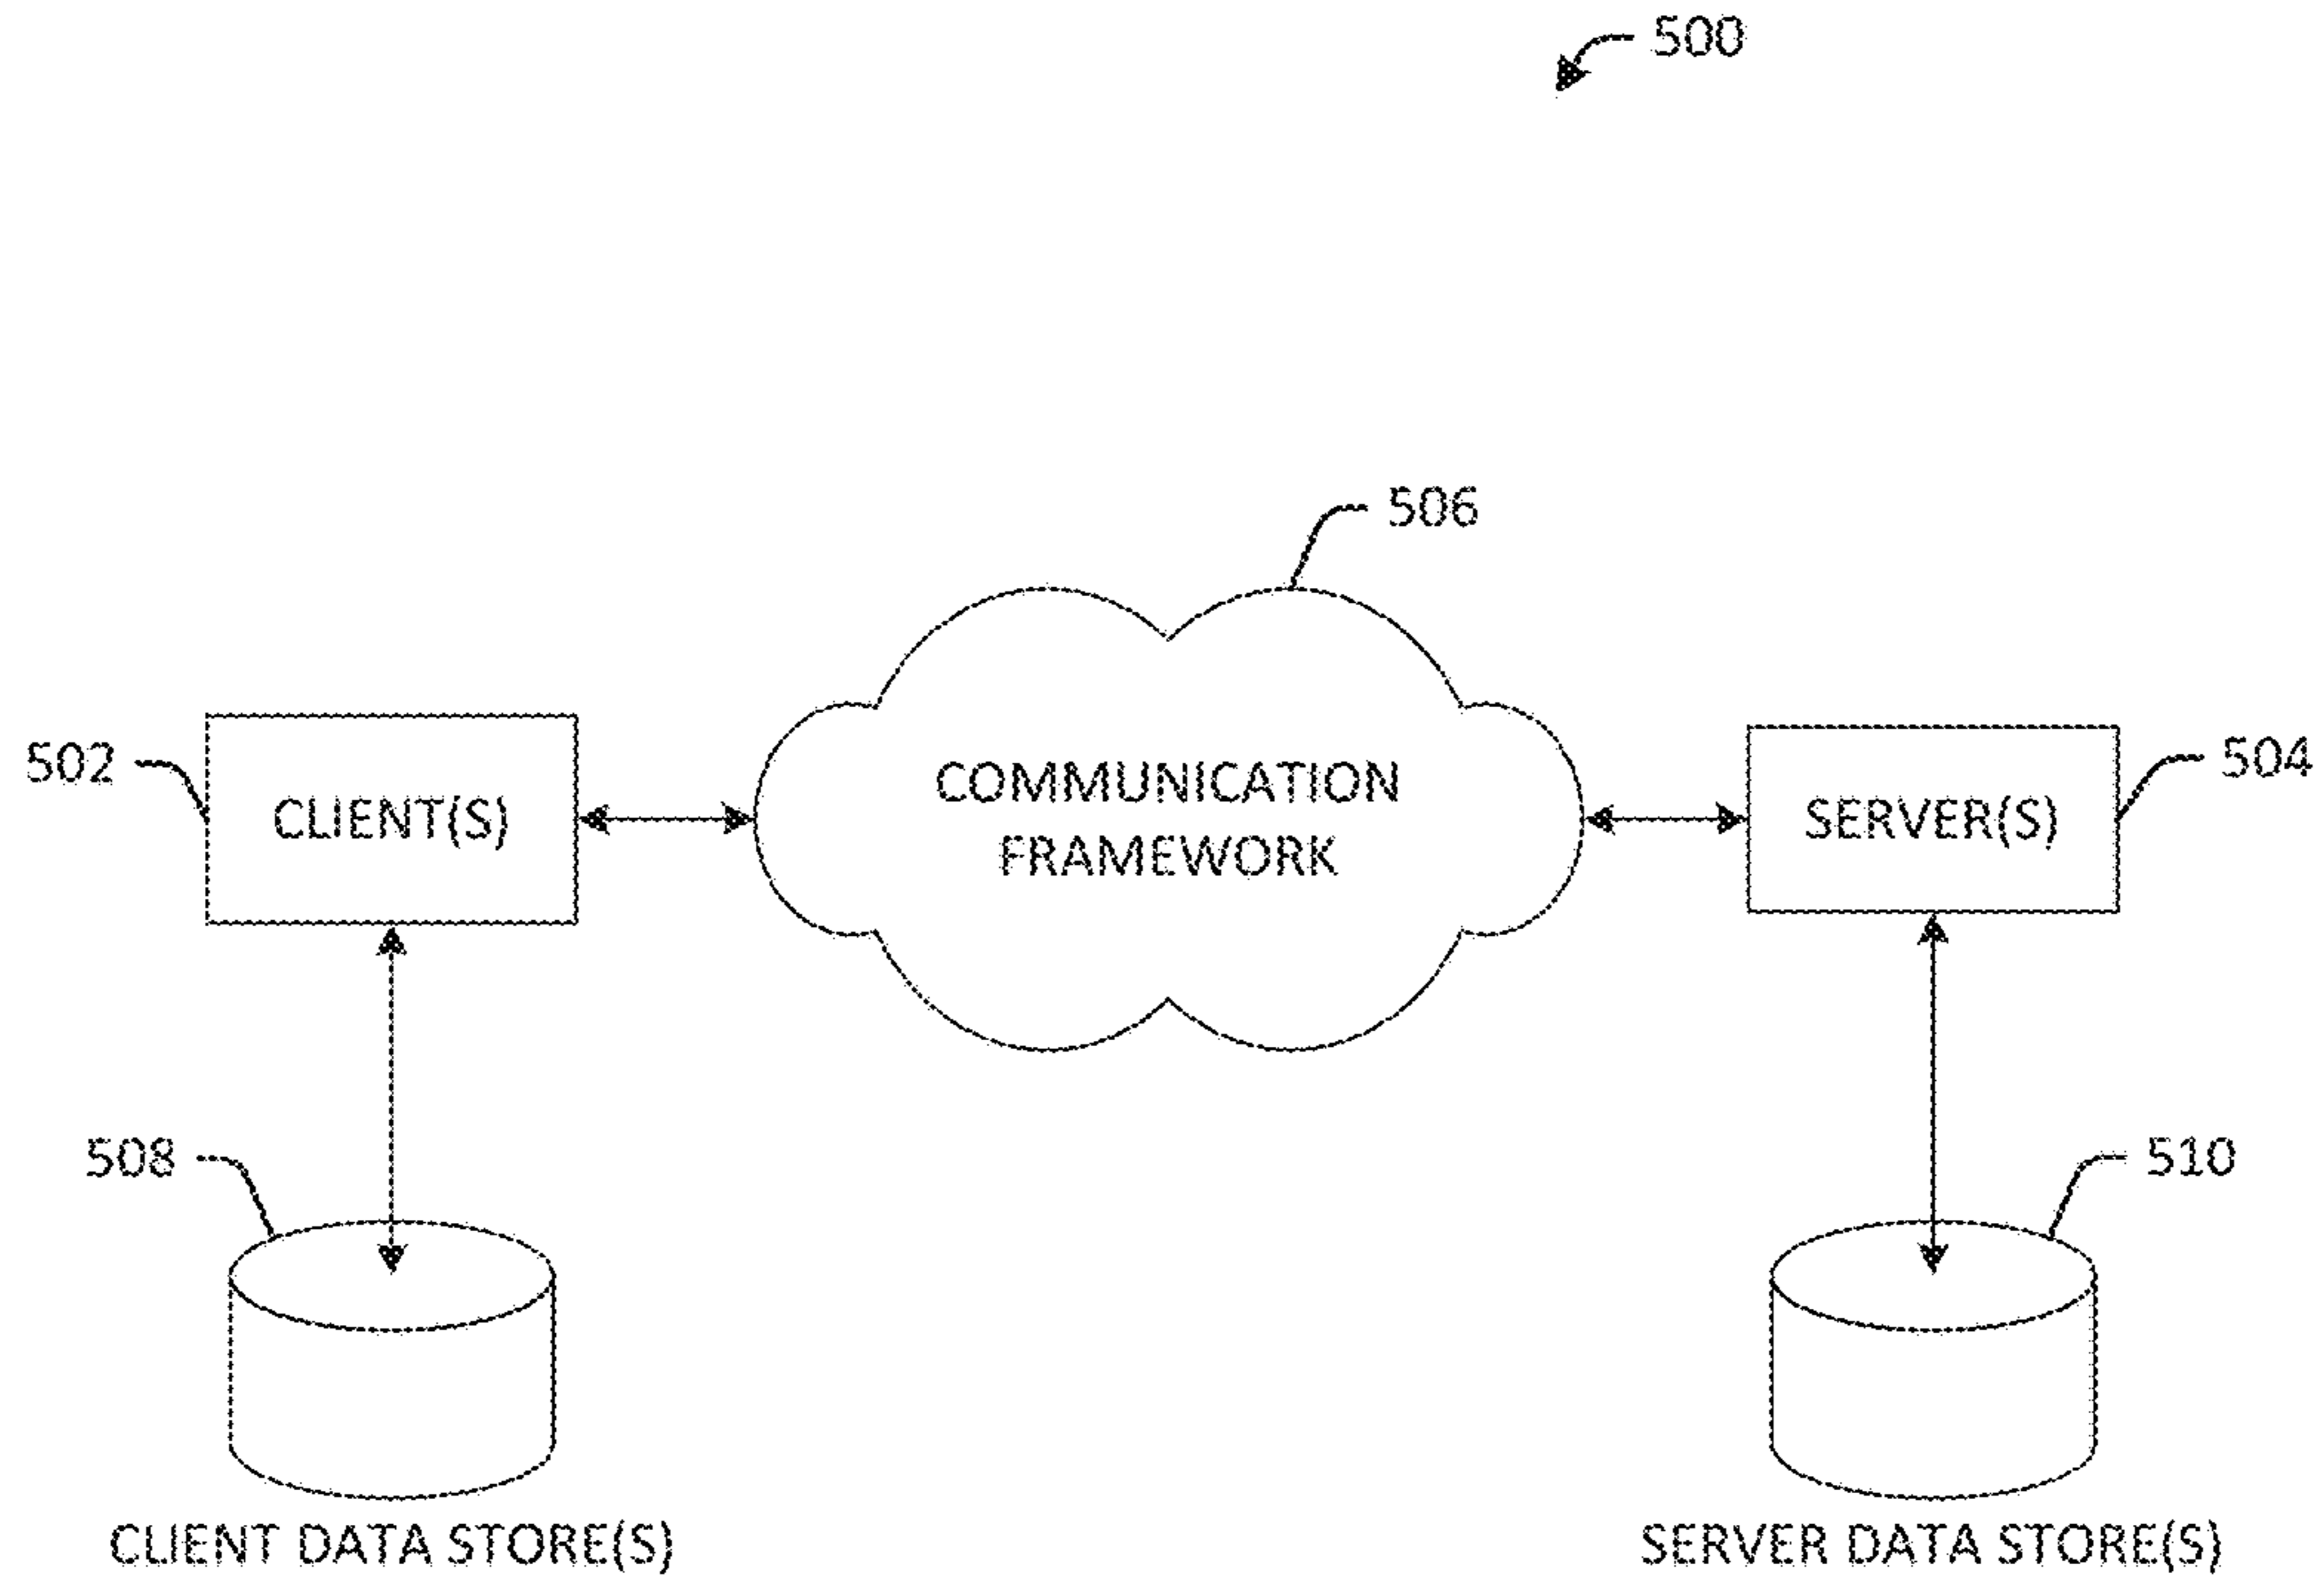 500
506
502
CLIENT(S)
COMMUNICATION
FRAMEWORK
SERVER(S)
504
508
510
CLIENT DATA STORE(S)
SERVER DATA STORE(S)